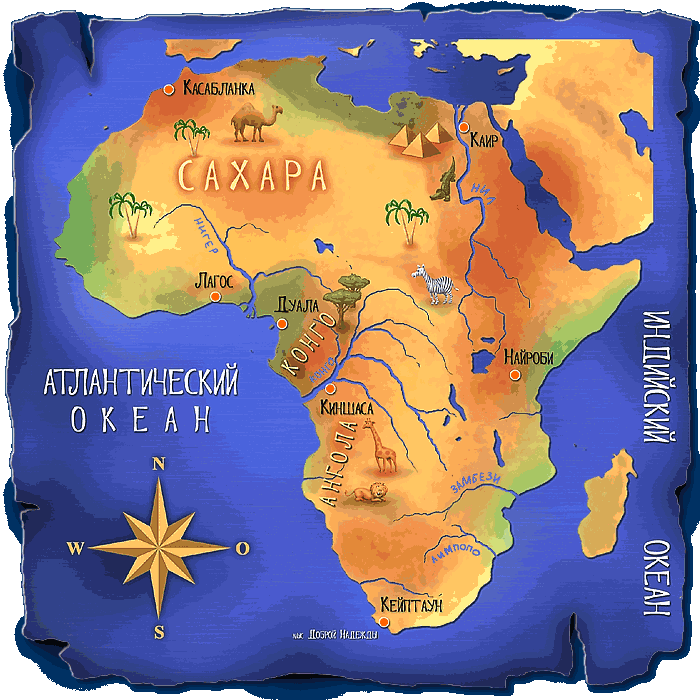 Касабланка
САХАРА
Каир
НИЛ
НИГЕР
Лагос
Дуала
КОНГО
КОНГО
Найроби
Киншаса
АТЛАНТИЧЕСКИЙ
ОКЕАН
ИНДИЙСКИЙ
ОКЕАН
АНГОЛА
ЗАМБЕЗИ
ЛИМПОПО
Кейптаун
мыс Доброй Надежды
N
W
O
S